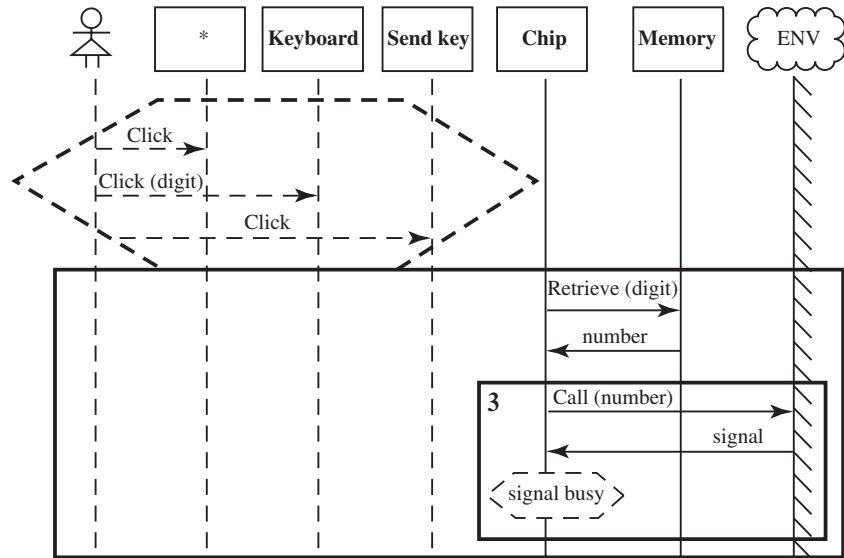 *
Keyboard
Send key
Chip
Memory
ENV
Click
Click (digit)
Click
Retrieve (digit)
number
3
Call (number)
signal
signal busy